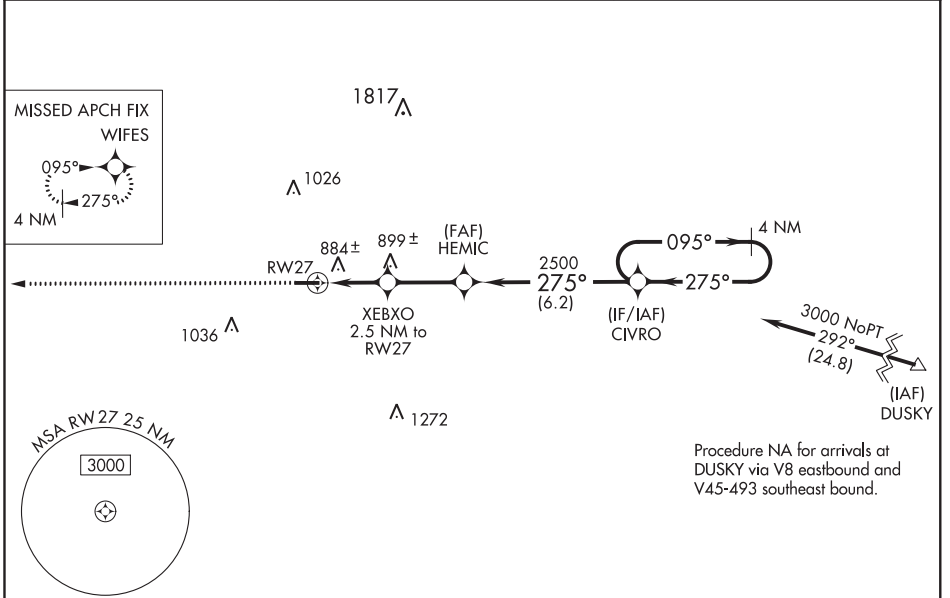 MISSED APCH FIX
WIFES
095°
275°
4 NM
1817
1026
884 ±
899 ±
(FAF)
HEMIC
RW27
XEBXO
2.5 NM to
RW27
1036
2500
275°
(6.2)
095°
4 NM
275°
(IF/IAF)
CIVRO
3000 NoPT
292°
(24.8)
(IAF)
DUSKY
1272
MSA RW27 25 NM
3000
Procedure NA for arrivals at
DUSKY via V8 eastbound and
V45-493 southeast bound.